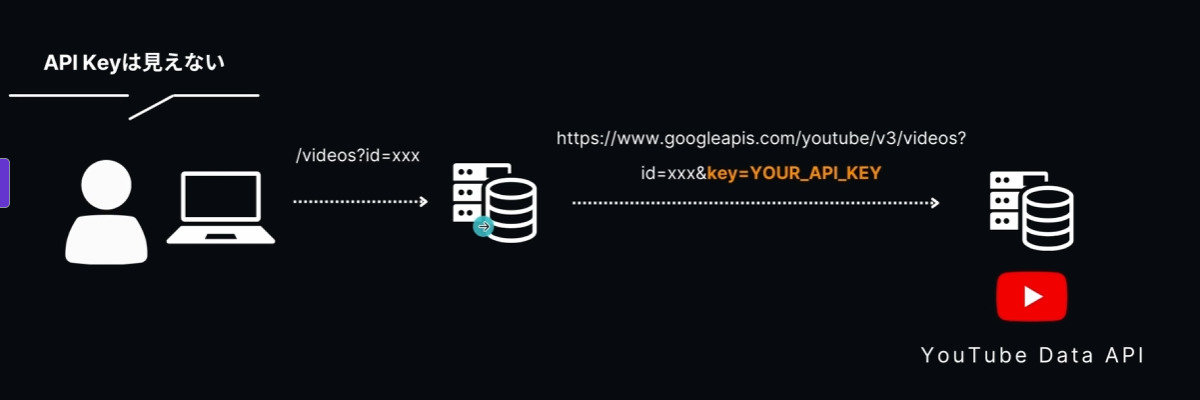 API Keyは見えない
/videos?id=xxx
https://www.googleapis.com/youtube/v3/videos?
id=xxx&key=YOUR_API_KEY
YouTube Data API